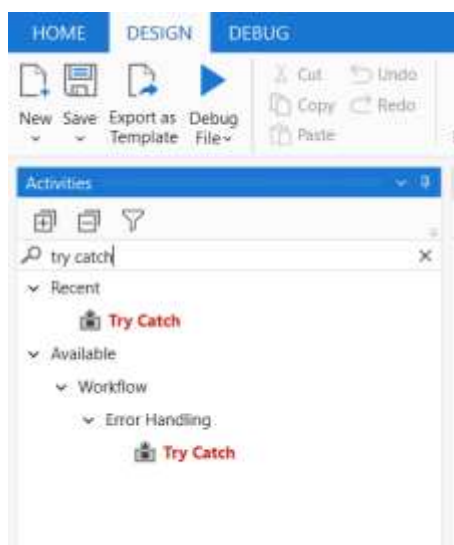 HOME DESIGN DEBUG
Cut Undo
New Save Export as Debug Copy Redo
Template File Paste
Activities
try catch
Recent
Try Catch
Available
Workflow
Error Handling
Try Catch